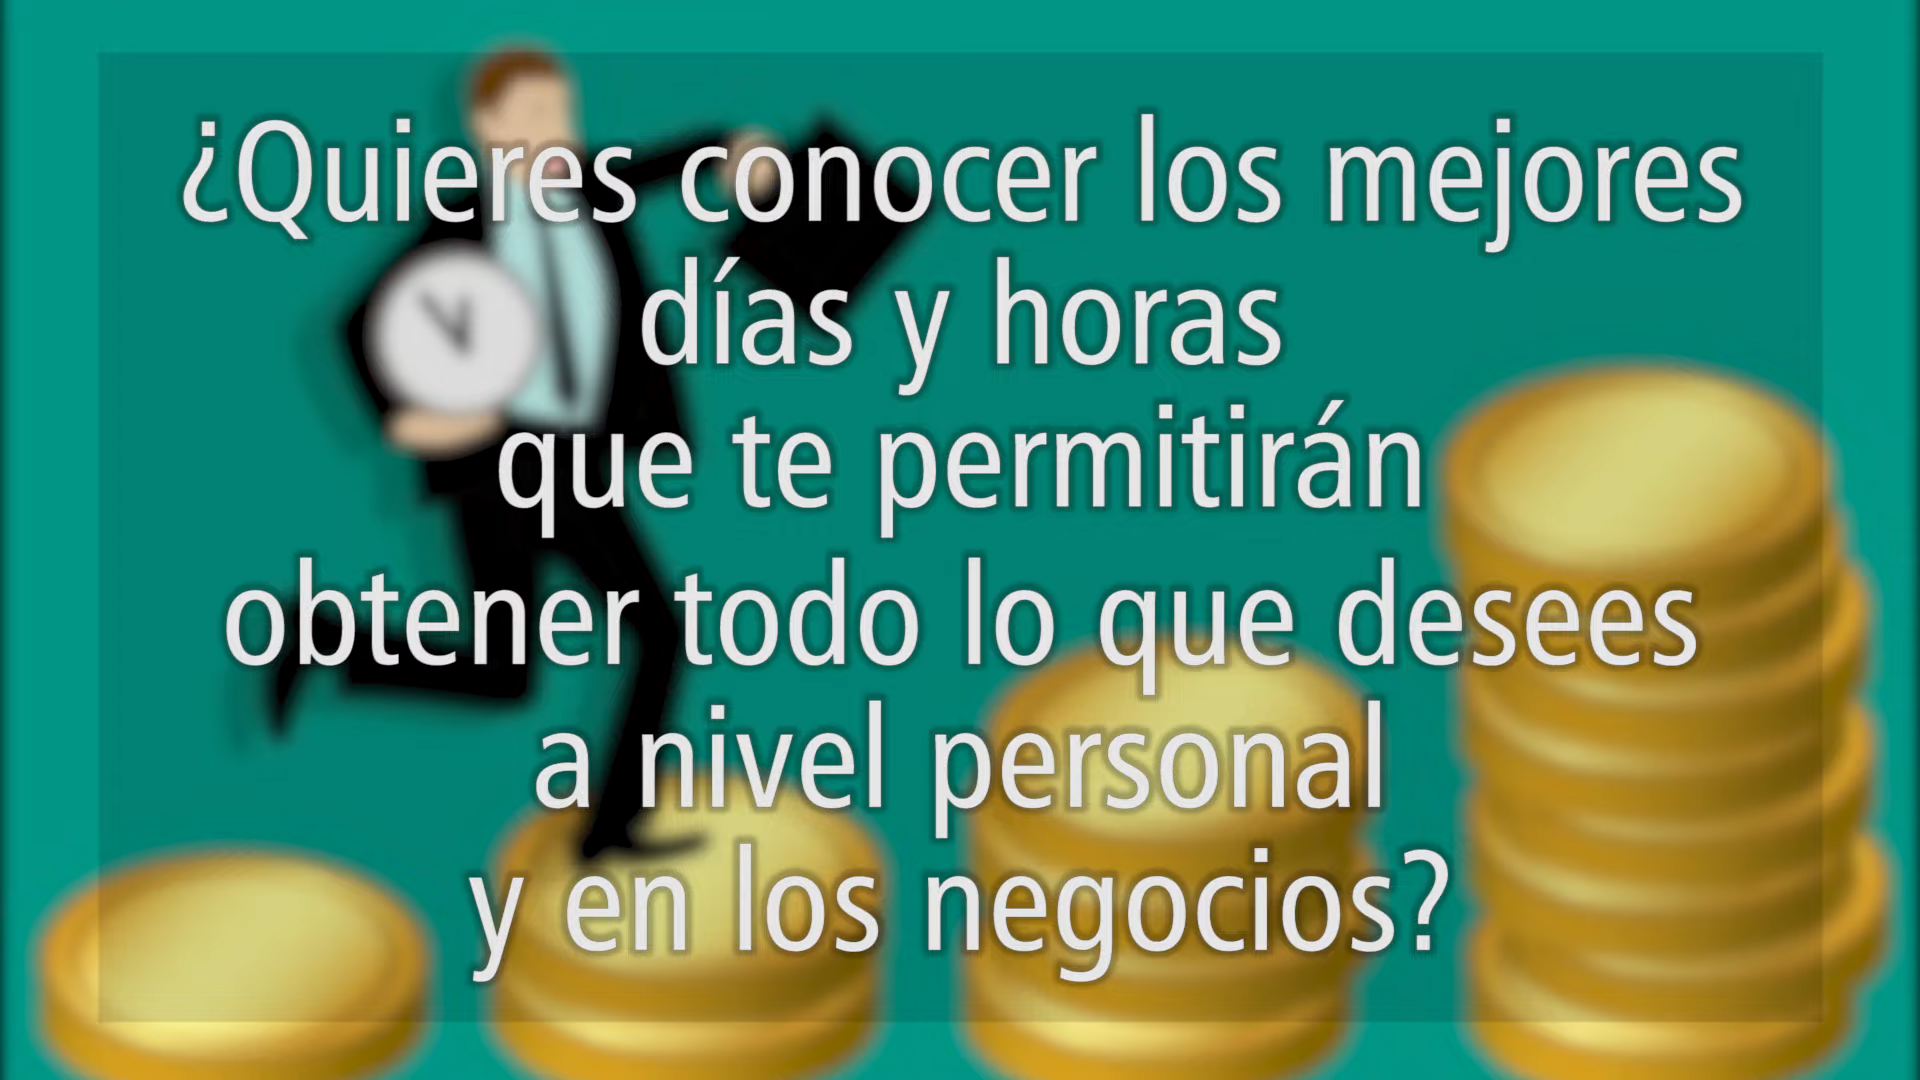 ¿Quieres conocer los mejores
días y horas
que te permitirán
obtener todo lo que desees
a nivel personal
y en los negocios?